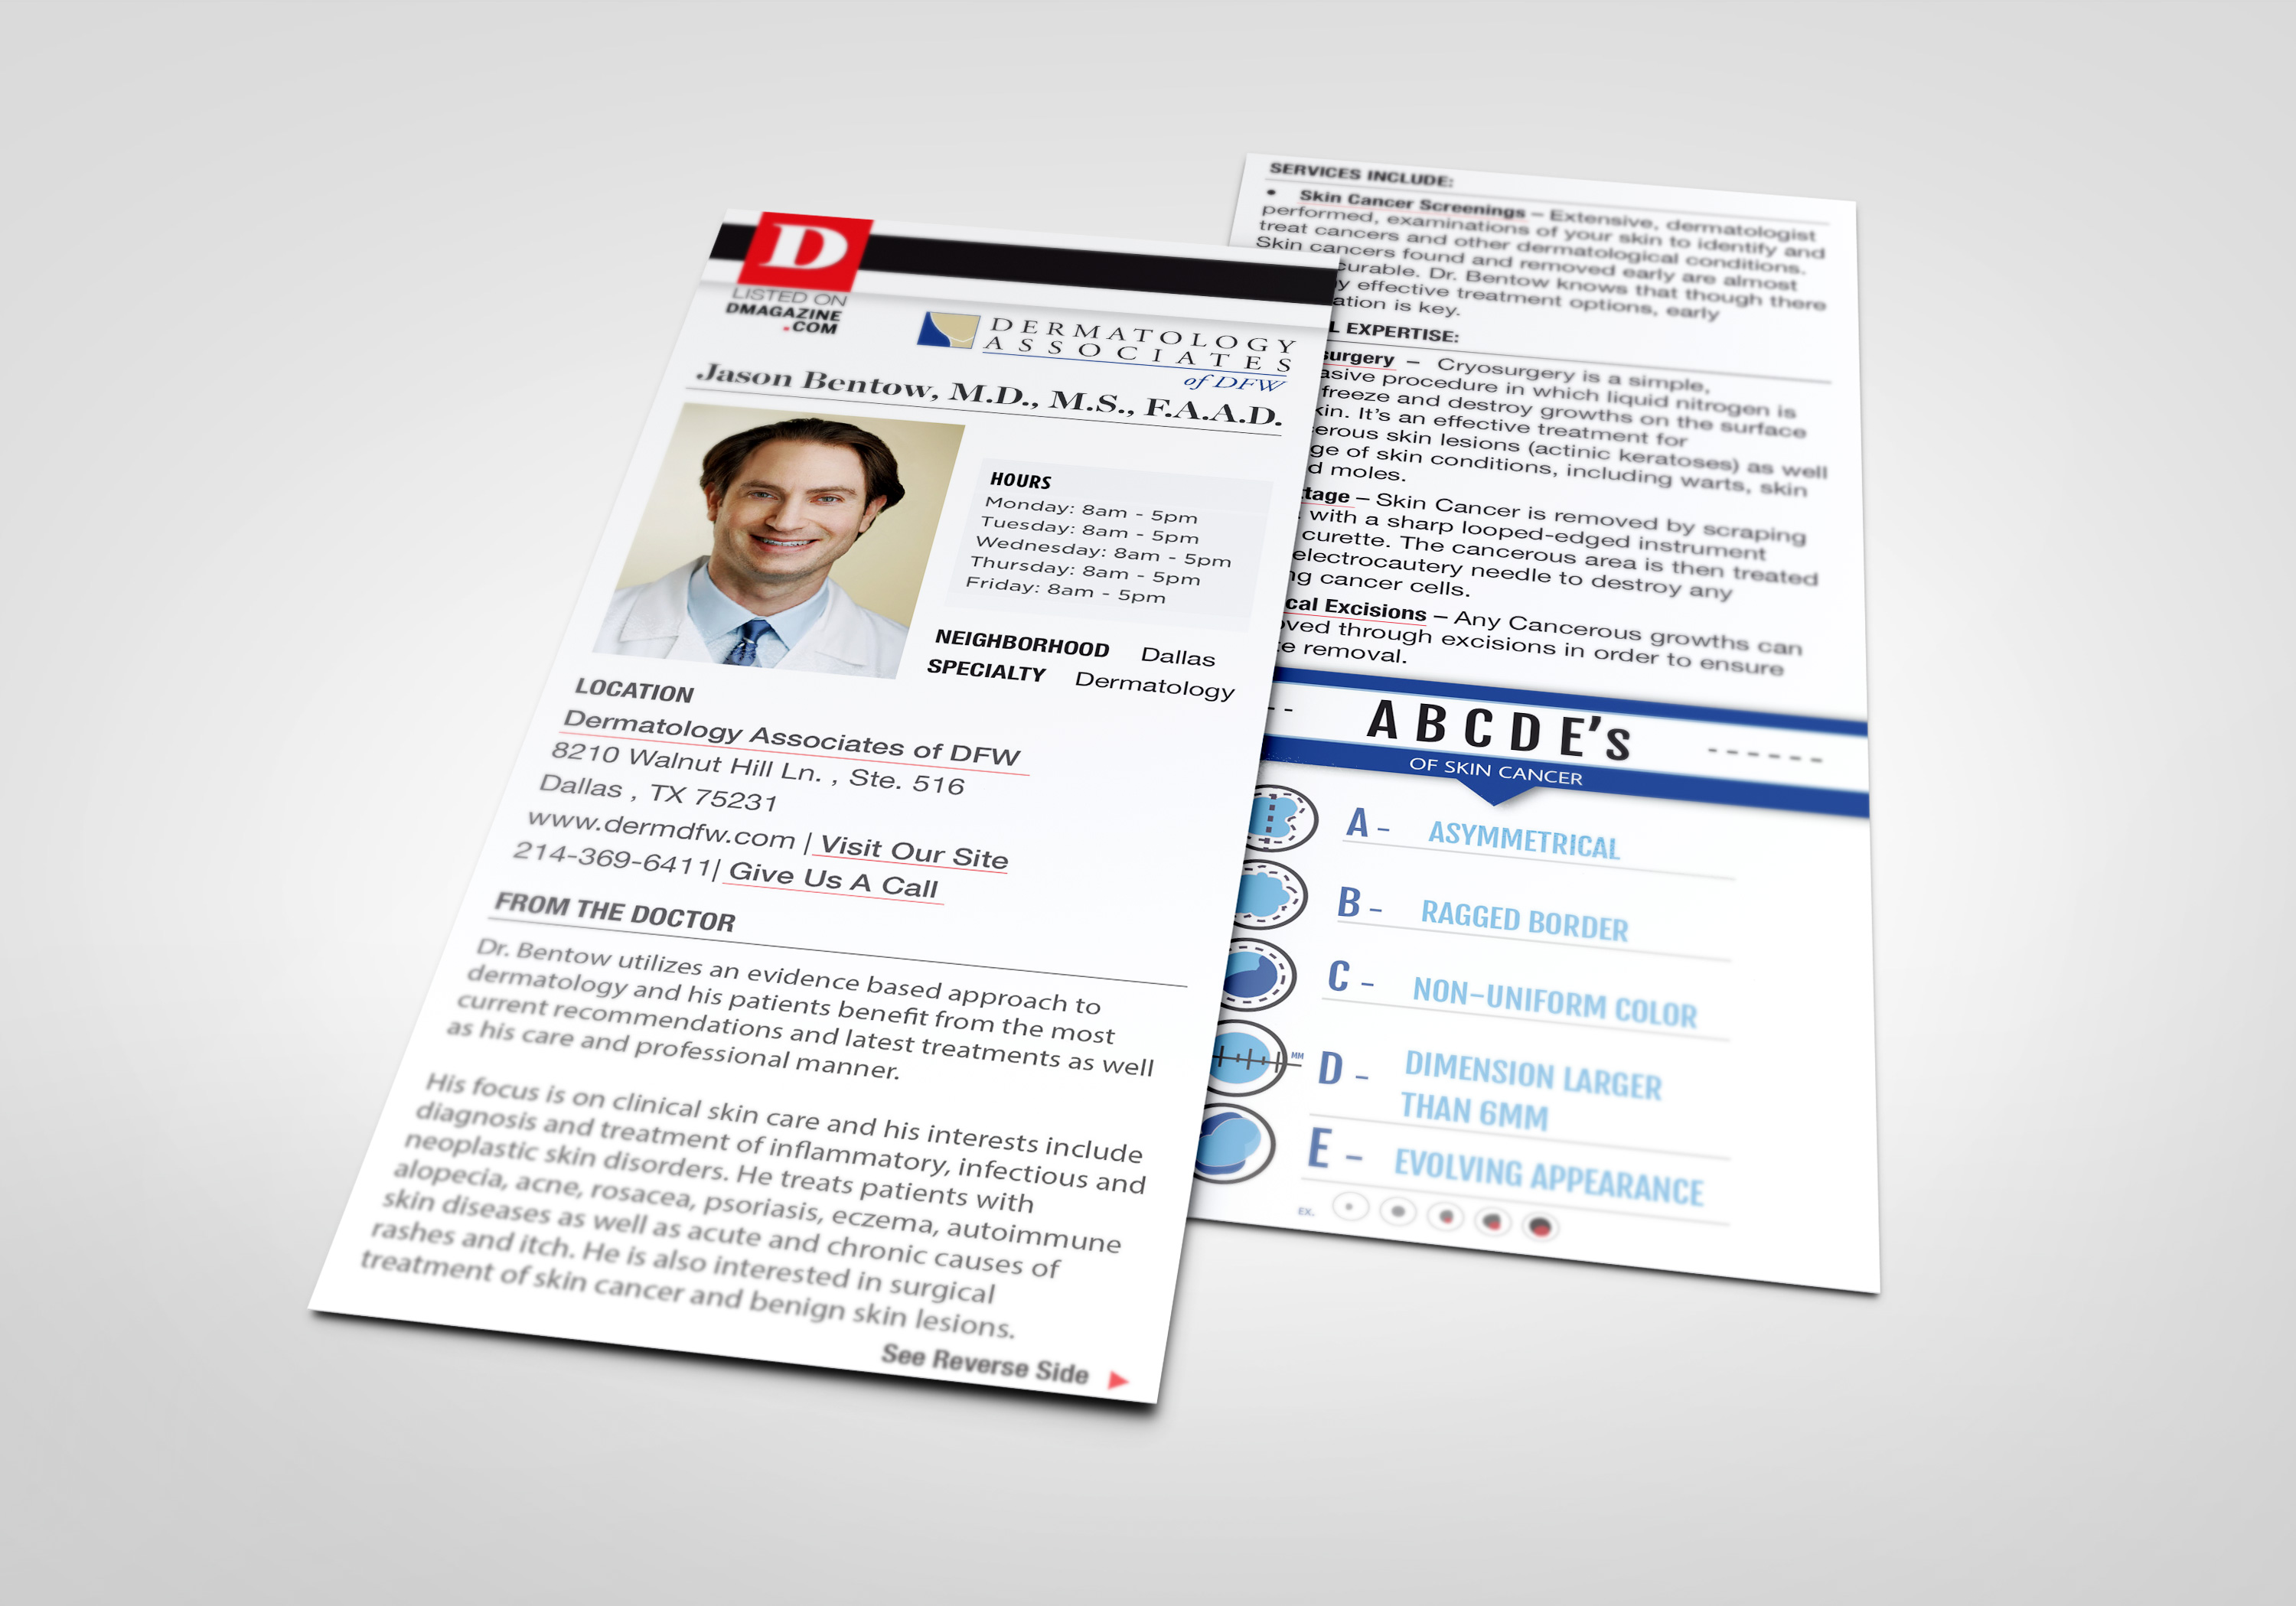 D
LISTED ON
DMAGAZINE
.COM
DERMATOLOGY
ASSOCIATES
of DFW
Jason Bentow, M.D., M.S., F.A.A.D.
HOURS
Monday: 8am - 5pm
Tuesday: 8am - 5pm
Wednesday: 8am - 5pm
Thursday: 8am - 5pm
Friday: 8am - 5pm
NEIGHBORHOOD Dallas
SPECIALTY Dermatology
LOCATION
Dermatology Associates of DFW
8210 Walnut Hill Ln. , Ste. 516
Dallas , TX 75231
www.dermdfw.com | Visit Our Site
214-369-6411| Give Us A Call
FROM THE DOCTOR
Dr. Bentow utilizes an evidence based approach to
dermatology and his patients benefit from the most
current recommendations and latest treatments as well
as his care and professional manner.
His focus is on clinical skin care and his interests include
diagnosis and treatment of inflammatory, infectious and
neoplastic skin disorders. He treats patients with
alopecia, acne, rosacea, psoriasis, eczema, autoimmune
skin diseases as well as acute and chronic causes of
rashes and itch. He is also interested in surgical
treatment of skin cancer and benign skin lesions.
See Reverse Side
SERVICES INCLUDE:
• Skin Cancer Screenings – Extensive, dermatologist
performed, examinations of your skin to identify and
treat cancers and other dermatological conditions.
Skin cancers found and removed early are almost
curable. Dr. Bentow knows that though there
effective treatment options, early
is key.
EXPERTISE:
– Cryosurgery is a simple,
procedure in which liquid nitrogen is
freeze and destroy growths on the surface
It's an effective treatment for
skin lesions (actinic keratoses) as well
of skin conditions, including warts, skin
moles.
– Skin Cancer is removed by scraping
with a sharp looped-edged instrument
curette. The cancerous area is then treated
electrocautery needle to destroy any
cancer cells.
Excisions – Any Cancerous growths can
through excisions in order to ensure
removal.
ABCDE'S
OF SKIN CANCER
A - ASYMMETRICAL
B - RAGGED BORDER
C - NON-UNIFORM COLOR
MM
D - DIMENSION LARGER
THAN 6MM
E - EVOLVING APPEARANCE
EX.